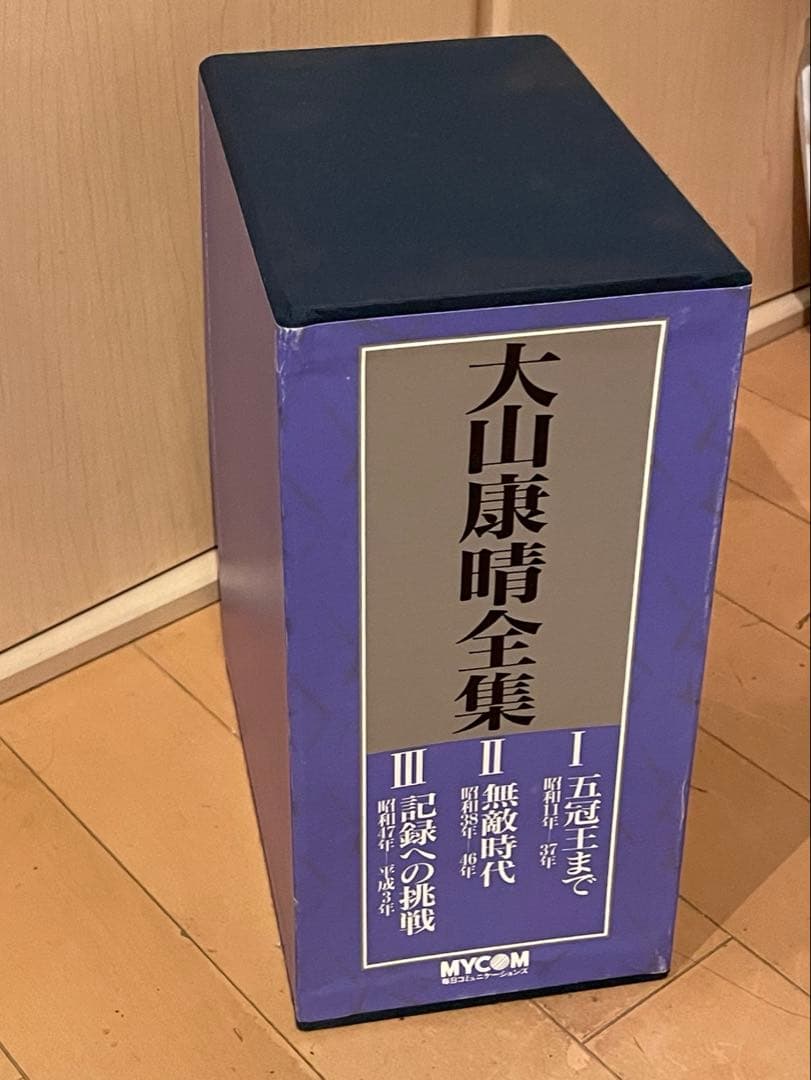 大山康晴全集
Ⅰ 五冠王まで
昭和11年―37年
Ⅱ 無敵時代
昭和38年―46年
Ⅲ 記録への挑戦
昭和47年―平成3年
MYCOM
毎日コミュニケーションズ